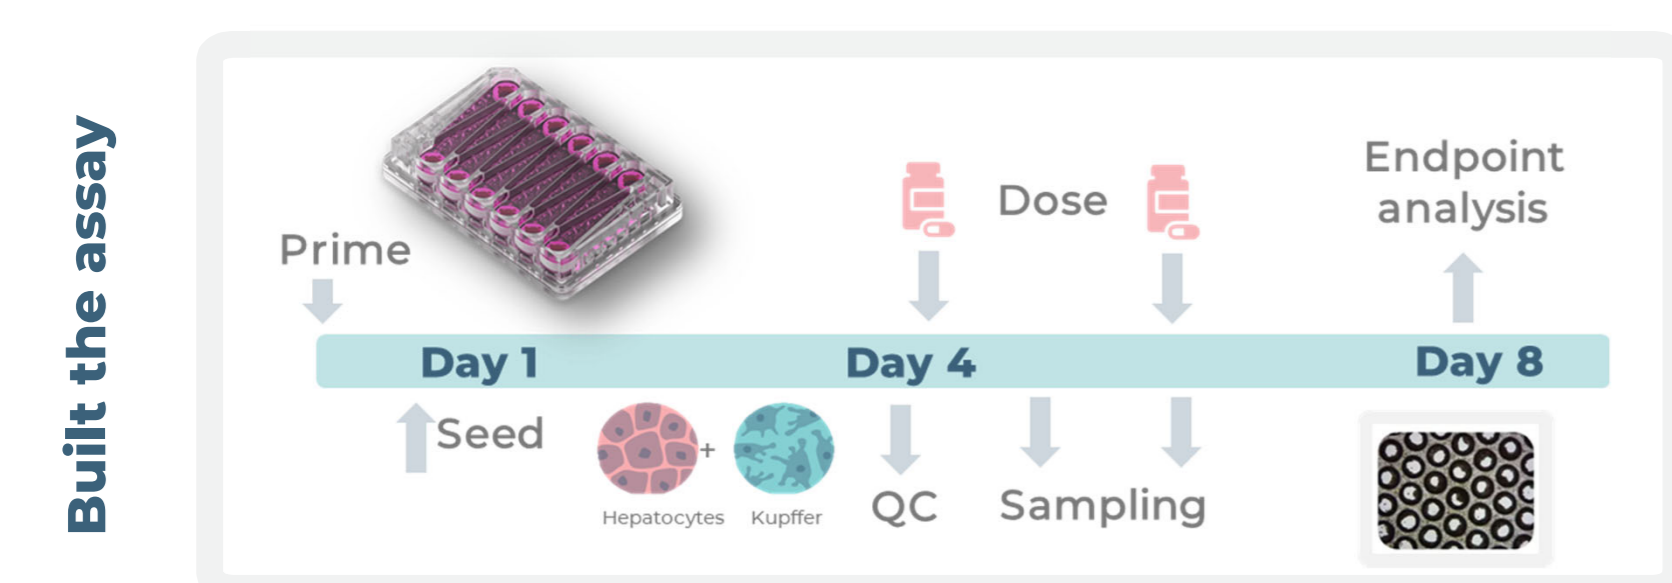 Built the assay
Prime
Dose
Endpoint
analysis
Day 1
Day 4
Day 8
Seed
+
Hepatocytes
Kupffer
QC
Sampling